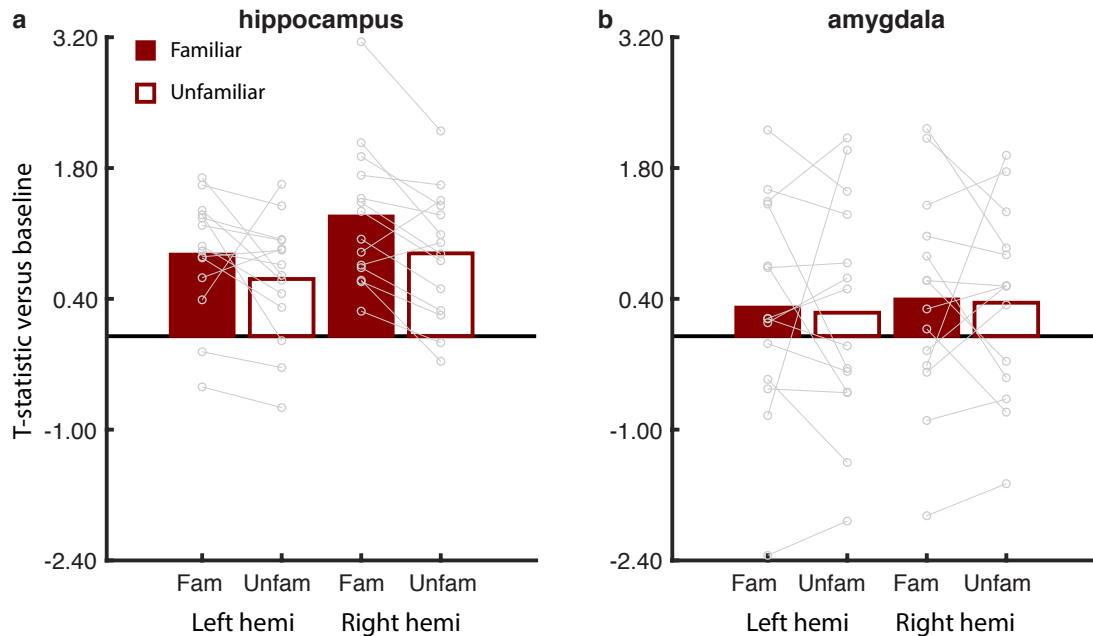 a
hippocampus
3.20
Familiar
Unfamiliar
1.80
0.40
-1.00
-2.40
T-statistic versus baseline
Fam Unfam Fam Unfam
Left hemi Right hemi
b
amygdala
3.20
1.80
0.40
-1.00
-2.40
Fam Unfam Fam Unfam
Left hemi Right hemi